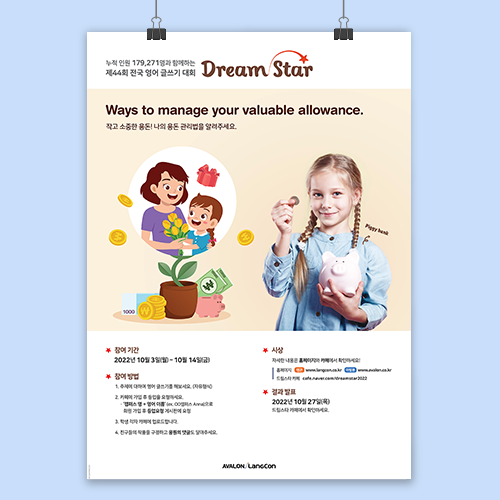 누적 인원 179,271명과 함께하는
제44회 전국 영어 글쓰기 대회 Dream Star
Ways to manage your valuable allowance.
작고 소중한 용돈! 나의 용돈 관리법을 알려주세요.
Piggy bank
1000
참여 기간
2022년 10월 3일(월) ~ 10월 14일(금)
참여 방법
1. 주제에 대하여 영어 글쓰기를 해보세요. (자유형식)
2. 카페에 가입 후 등업을 요청하세요.
'캠퍼스 명 + 영어 이름' (ex. OO캠퍼스 Anna)으로
회원 가입 후 등업요청 게시판에 요청
3. 학생 각자 카페에 업로드합니다.
4. 친구들의 작품을 구경하고 응원의 댓글도 달아주세요.
시상
자세한 내용은 홈페이지와 카페에서 확인하세요!
홈페이지 www.langcon.co.kr www.avalon.co.kr
드림스타 카페 cafe.naver.com/dreamstar2022
결과 발표
2022년 10월 27일(목)
드림스타 카페에서 확인하세요.
AVALON / LangCon